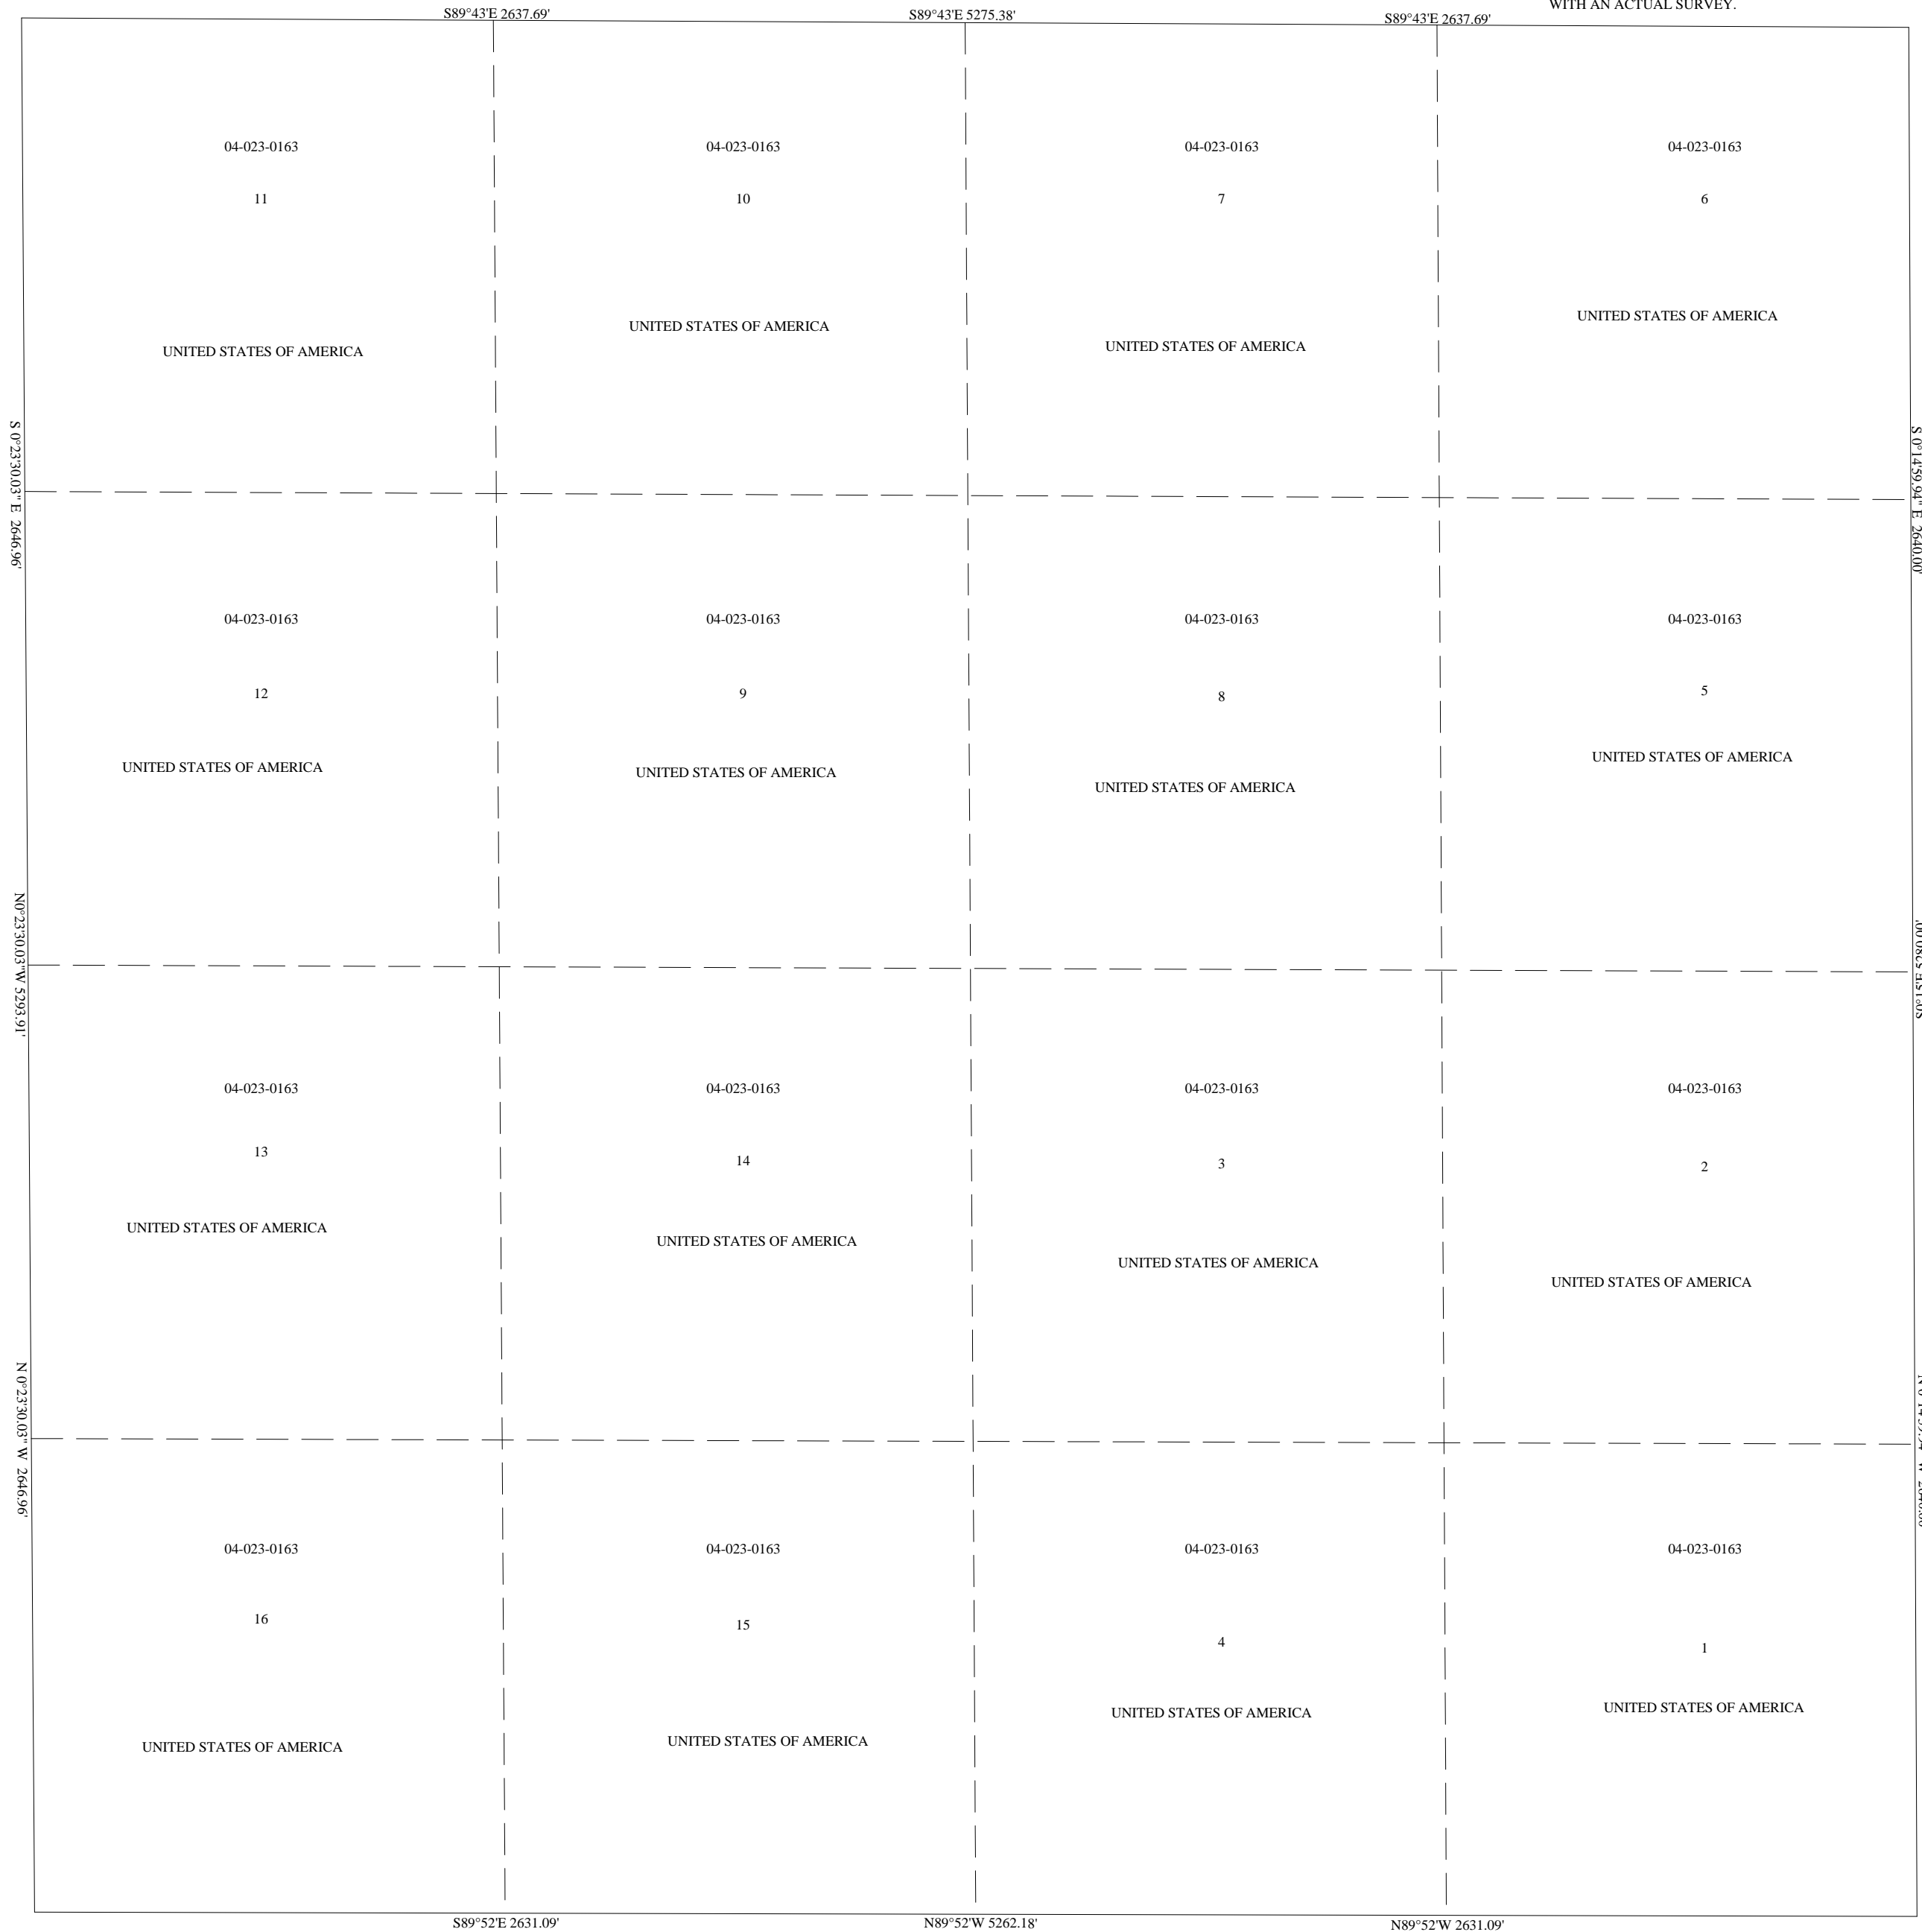 WITH AN ACTUAL SURVEY.
S89°43'E 2637.69'
S89°43'E 5275.38'
S89°43'E 2637.69'
04-023-0163
04-023-0163
04-023-0163
04-023-0163
11
10
7
6
UNITED STATES OF AMERICA
UNITED STATES OF AMERICA
UNITED STATES OF AMERICA
UNITED STATES OF AMERICA
S 0°23'30.03" E 2646.96'
S 0°14'59.94" E 2640.00'
04-023-0163
04-023-0163
04-023-0163
04-023-0163
12
9
8
5
UNITED STATES OF AMERICA
UNITED STATES OF AMERICA
UNITED STATES OF AMERICA
UNITED STATES OF AMERICA
N0°23'30.03"W 5293.91'
S0°15'E 5280.00'
04-023-0163
04-023-0163
04-023-0163
04-023-0163
13
14
3
2
UNITED STATES OF AMERICA
UNITED STATES OF AMERICA
UNITED STATES OF AMERICA
UNITED STATES OF AMERICA
N 0°23'30.03" W 2646.96'
04-023-0163
04-023-0163
04-023-0163
04-023-0163
16
15
4
1
UNITED STATES OF AMERICA
UNITED STATES OF AMERICA
UNITED STATES OF AMERICA
UNITED STATES OF AMERICA
S89°52'E 2631.09'
N89°52'W 5262.18'
N89°52'W 2631.09'